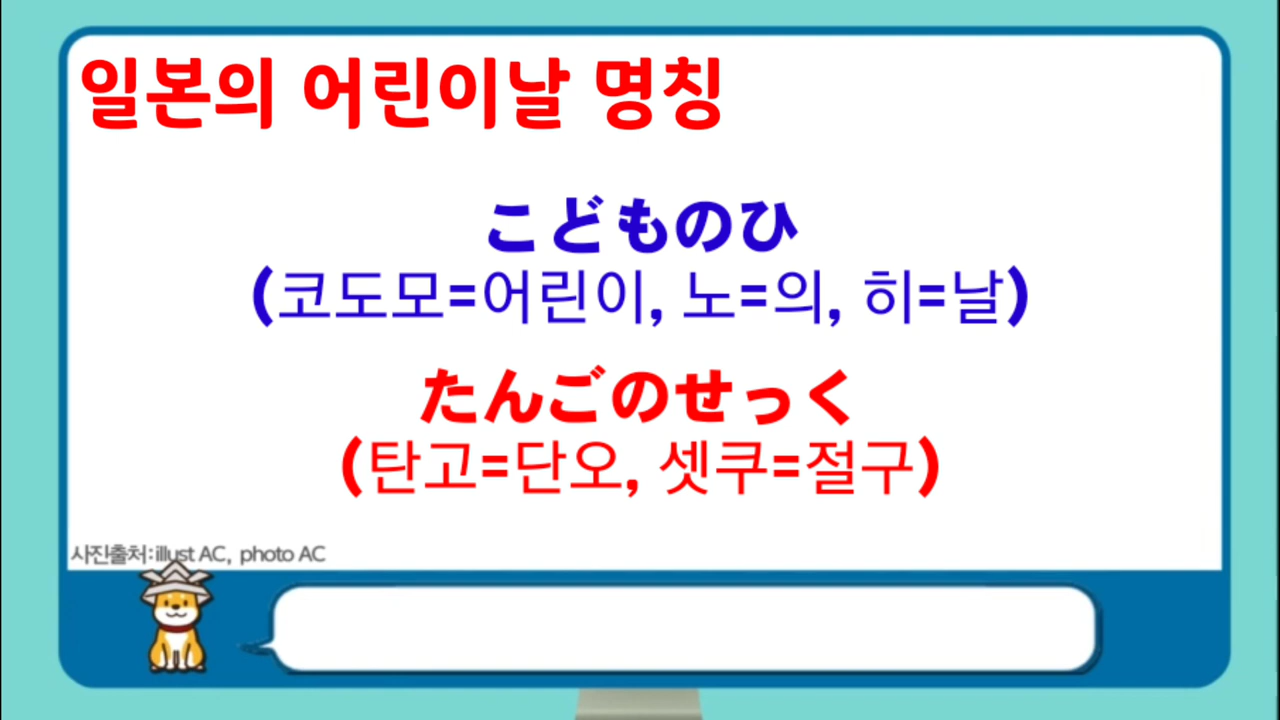 일본의 어린이날 명칭
こどものひ
(코도모=어린이, 노=의, 히=날)
たんごのせっく
(탄고=단오, 셋쿠=절구)
사진출처:illust AC, photo AC